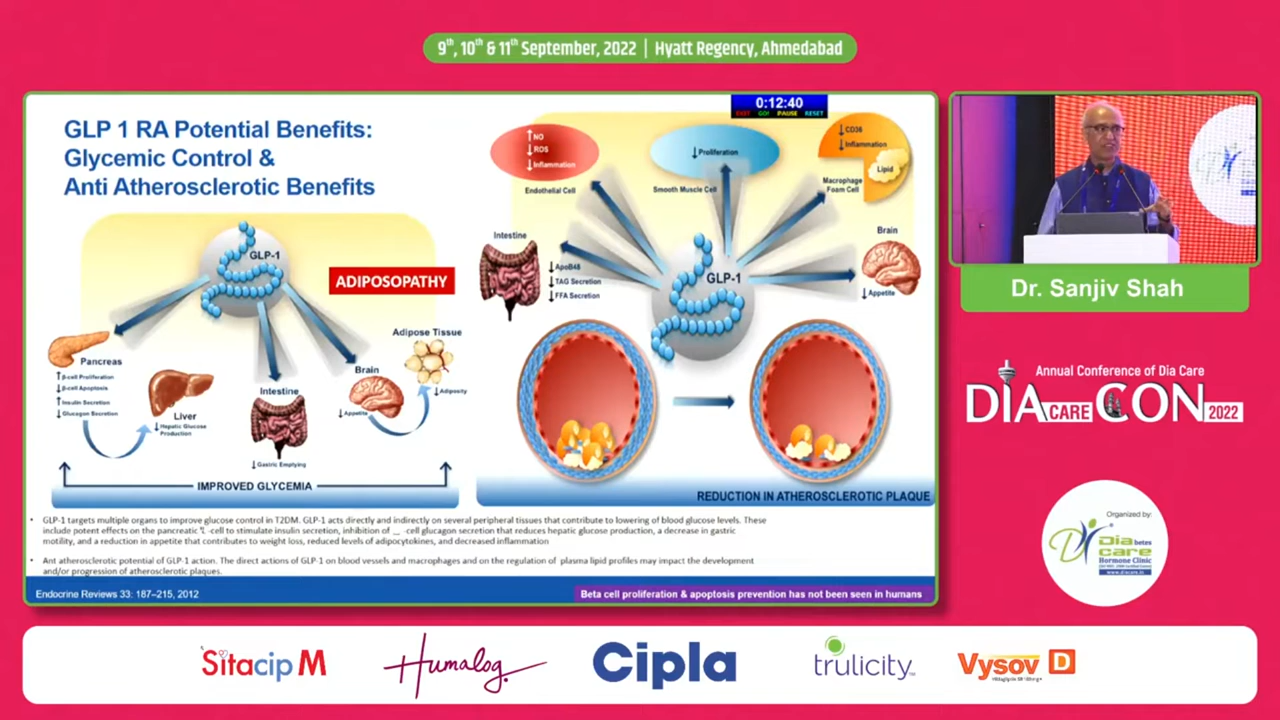 9th, 10th & 11th September, 2022 | Hyatt Regency, Ahmedabad
GLP 1 RA Potential Benefits:
Glycemic Control &
Anti Atherosclerotic Benefits
GLP-1
ADIPOSOPATHY
Pancreas
↑ β-cell Proliferation
↓ β-cell Apoptosis
↑ Insulin Secretion
↓ Glucagon Secretion
Liver
↓ Hepatic Glucose
Production
Intestine
↓ Gastric Emptying
Brain
↓ Appetite
Adipose Tissue
↓ Adiposity
IMPROVED GLYCEMIA
0:12:40
EXIT GO! PAUSE RESET
↑ NO
↓ ROS
↓ Inflammation
Endothelial Cell
↓ Proliferation
Smooth Muscle Cell
↓ CD36
↓ Inflammation
Lipid
Macrophage
Foam Cell
Intestine
↓ ApoB48
↓ TAG Secretion
↓ FFA Secretion
GLP-1
Brain
↓ Appetite
REDUCTION IN ATHEROSCLEROTIC PLAQUE
• GLP-1 targets multiple organs to improve glucose control in T2DM. GLP-1 acts directly and indirectly on several peripheral tissues that contribute to lowering of blood glucose levels. These
include potent effects on the pancreatic -cell to stimulate insulin secretion, inhibition of __ -cell glucagon secretion that reduces hepatic glucose production, a decrease in gastric
motility, and a reduction in appetite that contributes to weight loss, reduced levels of adipocytokines, and decreased inflammation
• Ant atherosclerotic potential of GLP-1 action. The direct actions of GLP-1 on blood vessels and macrophages and on the regulation of plasma lipid profiles may impact the development
and/or progression of atherosclerotic plaques.
Endocrine Reviews 33: 187–215, 2012
Beta cell proliferation & apoptosis prevention has not been seen in humans
Dr. Sanjiv Shah
Annual Conference of Dia Care
DIA CARE CON 2022
Organized by:
Diabetes
care
Hormone Clinic
www.diacare.in
Sitacip M
Humalog
Cipla
trulicity™
Vysov D